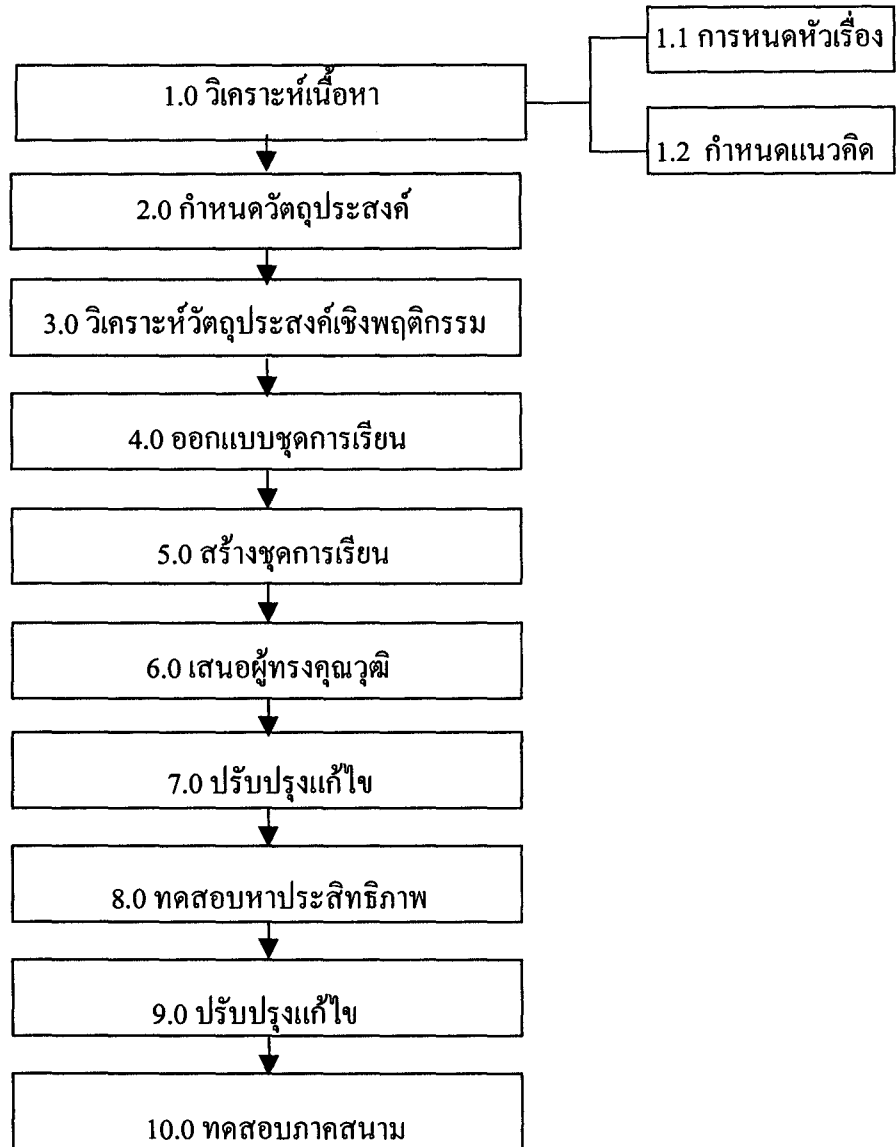 1.1 การหนดหัวเรื่อง
1.0 วิเคราะห์เนื้อหา
1.2 กำหนดแนวคิด
2.0 กำหนดวัตถุประสงค์
3.0 วิเคราะห์วัตถุประสงค์เชิงพฤติกรรม
4.0 ออกแบบชุดการเรียน
5.0 สร้างชุดการเรียน
6.0 เสนอผู้ทรงคุณวุฒิ
7.0 ปรับปรุงแก้ไข
8.0 ทดสอบหาประสิทธิภาพ
9.0 ปรับปรุงแก้ไข
10.0 ทดสอบภาคสนาม